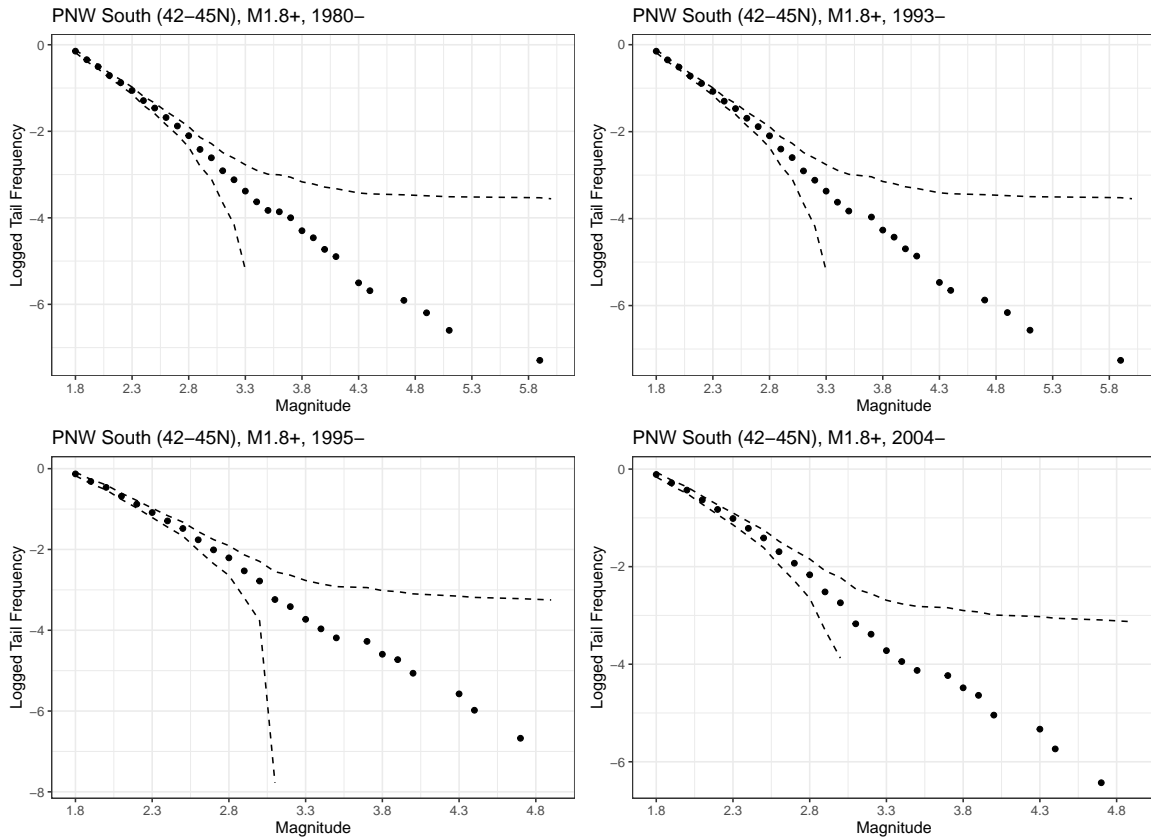 PNW South (42−45N), M1.8+, 1980−
0
−2
−4
−6
Logged Tail Frequency
1.8 2.3 2.8 3.3 3.8 4.3 4.8 5.3 5.8
Magnitude
PNW South (42−45N), M1.8+, 1993−
0
−2
−4
−6
Logged Tail Frequency
1.8 2.3 2.8 3.3 3.8 4.3 4.8 5.3 5.8
Magnitude
PNW South (42−45N), M1.8+, 1995−
0
−2
−4
−6
−8
Logged Tail Frequency
1.8 2.3 2.8 3.3 3.8 4.3 4.8
Magnitude
PNW South (42−45N), M1.8+, 2004−
0
−2
−4
−6
Logged Tail Frequency
1.8 2.3 2.8 3.3 3.8 4.3 4.8
Magnitude